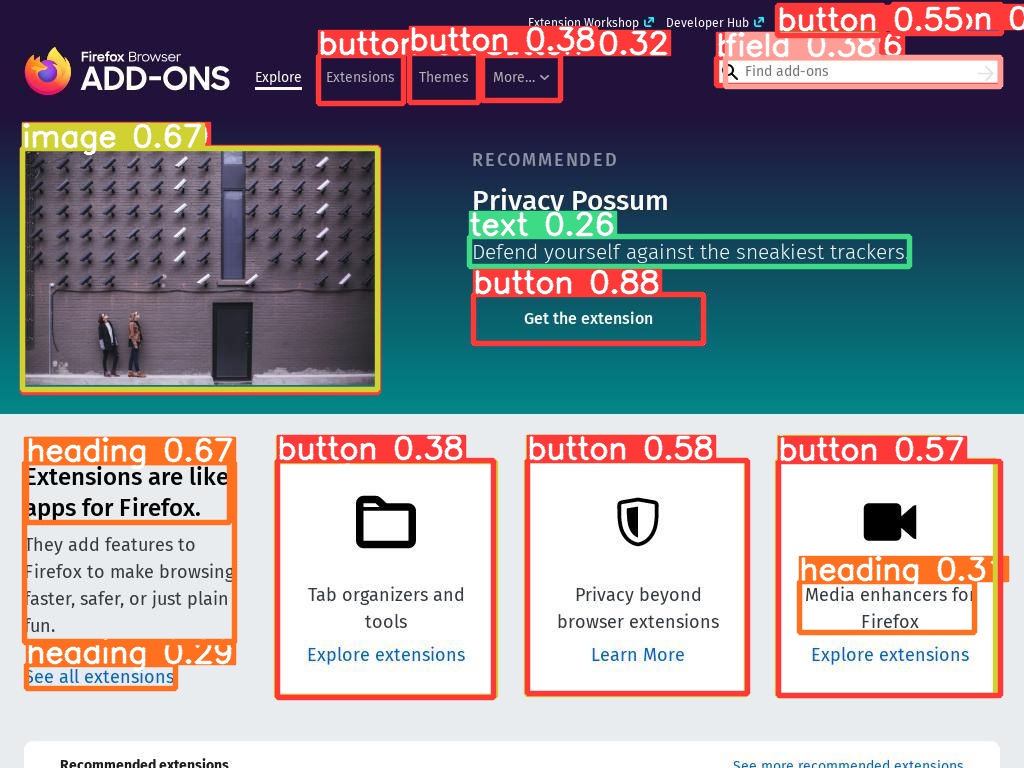 Extension Workshop Developer Hub button 0.55
button 0.38 0.32
field 0.38
Firefox Browser
ADD-ONS
Explore Extensions Themes More... Find add-ons
image 0.67
RECOMMENDED
Privacy Possum
text 0.26
Defend yourself against the sneakiest trackers.
button 0.88
Get the extension
heading 0.67 button 0.38 button 0.58 button 0.57
Extensions are like
apps for Firefox.
They add features to
Firefox to make browsing
faster, safer, or just plain
fun.
heading 0.29
See all extensions
Tab organizers and
tools
Explore extensions
Privacy beyond
browser extensions
Learn More
heading 0.31
Media enhancers for
Firefox
Explore extensions
Recommended extensions See more recommended extensions